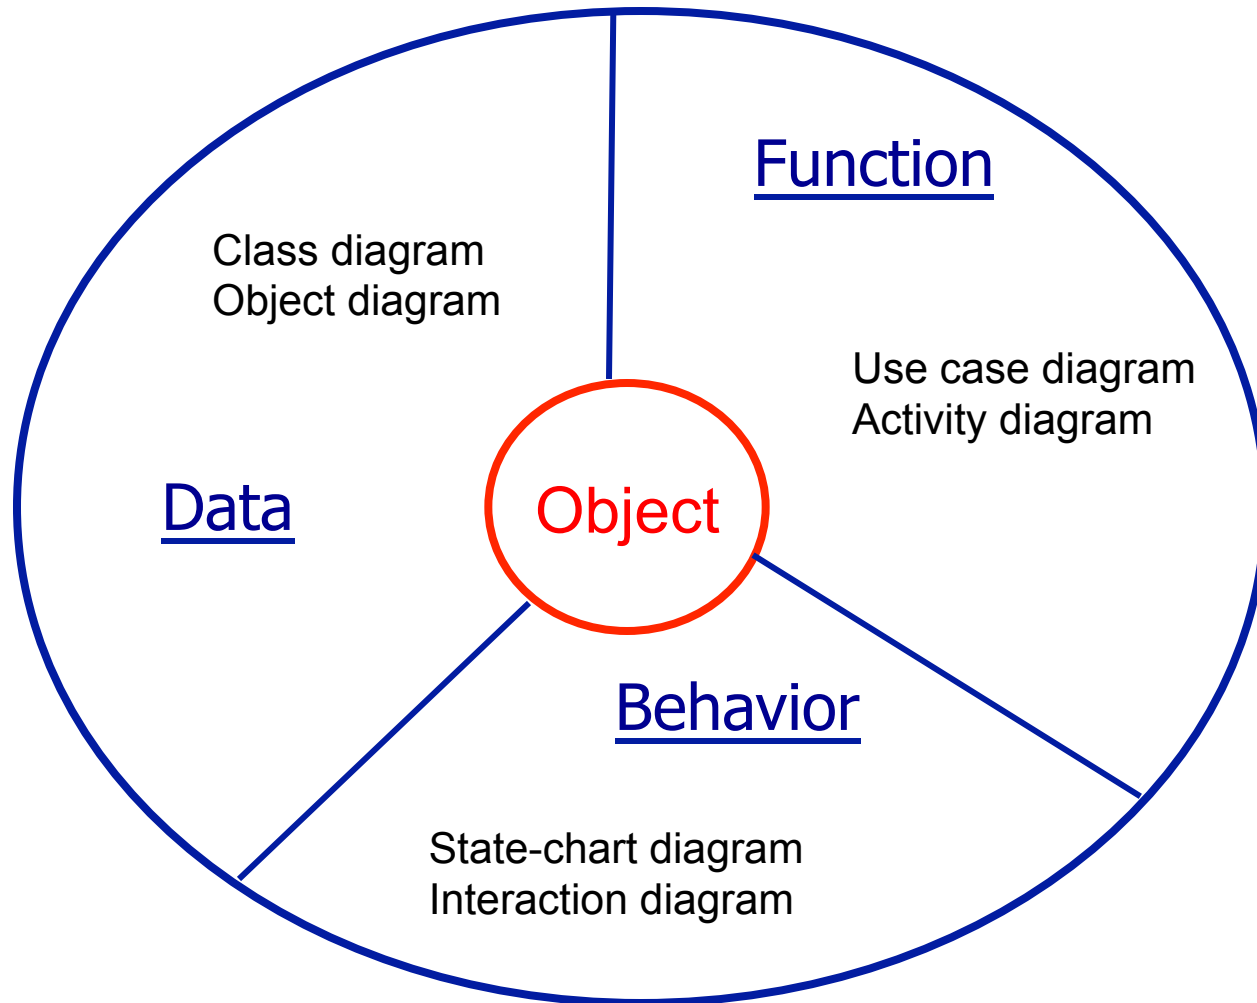 Function
Class diagram
Object diagram
Use case diagram
Activity diagram
Data
Object
Behavior
State-chart diagram
Interaction diagram